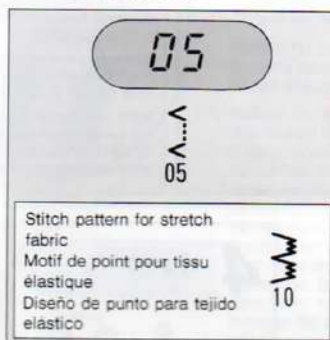 05
05
Stitch pattern for stretch
fabric
Motif de point pour tissu
élastique
Diseño de punto para tejido
elástico
10